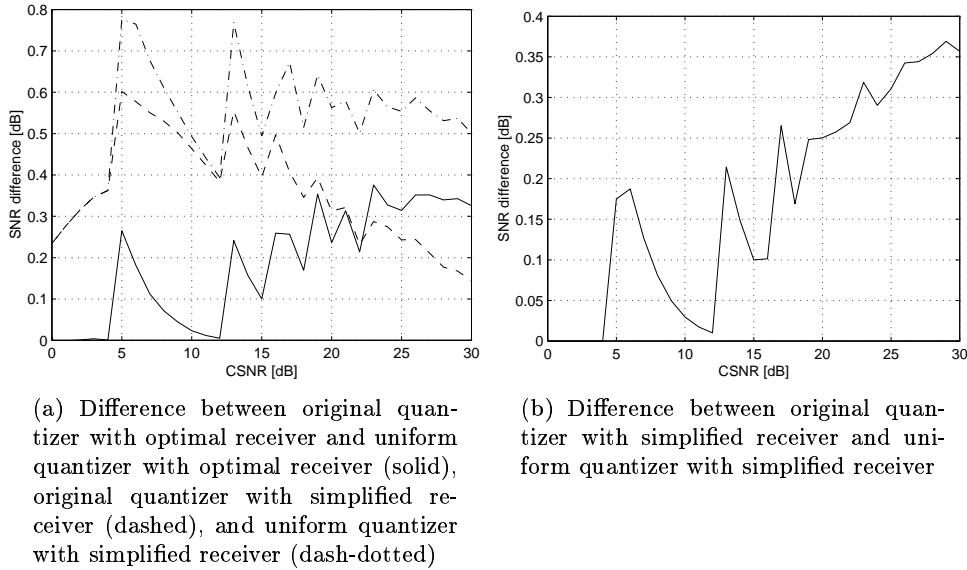 0.8
0.7
0.6
0.5
0.4
0.3
0.2
0.1
0
SNR difference [dB]
0 5 10 15 20 25 30
CSNR [dB]
0.4
0.35
0.3
0.25
0.2
0.15
0.1
0.05
0
SNR difference [dB]
0 5 10 15 20 25 30
CSNR [dB]
(a) Difference between original quan-
tizer with optimal receiver and uniform
quantizer with optimal receiver (solid),
original quantizer with simplified re-
ceiver (dashed), and uniform quantizer
with simplified receiver (dash-dotted)
(b) Difference between original quan-
tizer with simplified receiver and uni-
form quantizer with simplified receiver